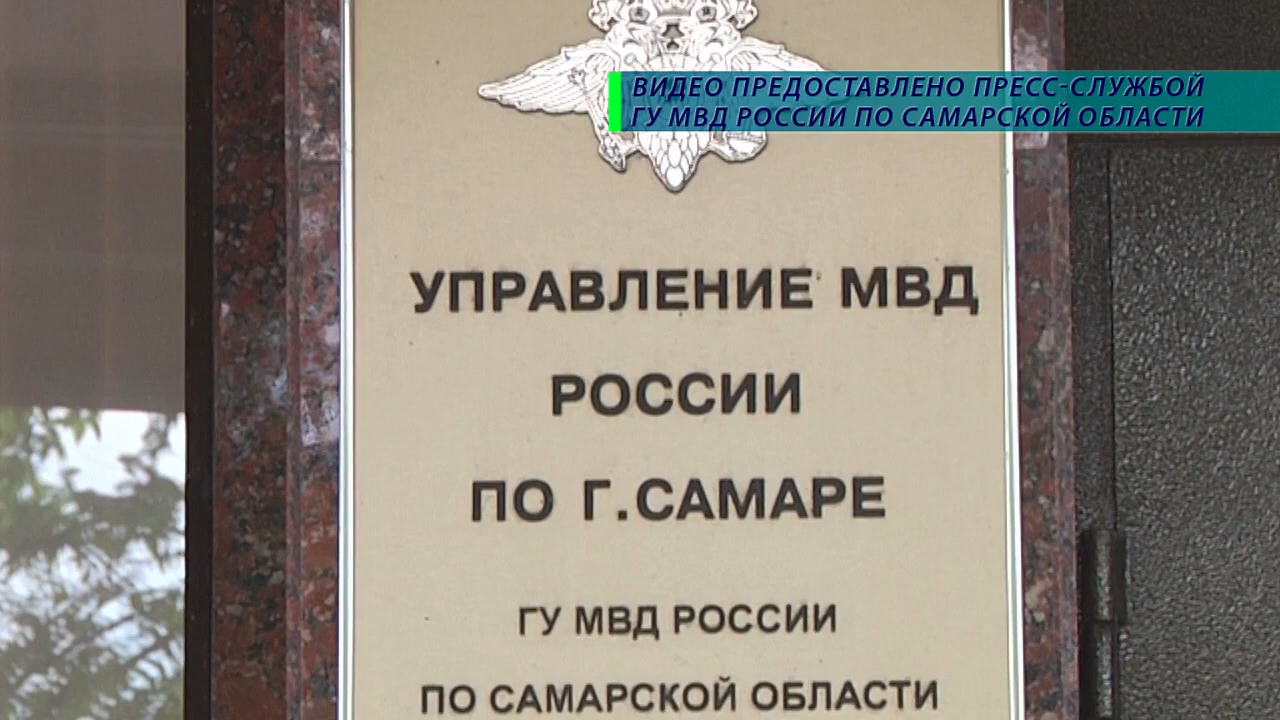 ВИДЕО ПРЕДОСТАВЛЕНО ПРЕСС-СЛУЖБОЙ
ГУ МВД РОССИИ ПО САМАРСКОЙ ОБЛАСТИ
УПРАВЛЕНИЕ МВД
РОССИИ
ПО Г.САМАРЕ
ГУ МВД РОССИИ
ПО САМАРСКОЙ ОБЛАСТИ